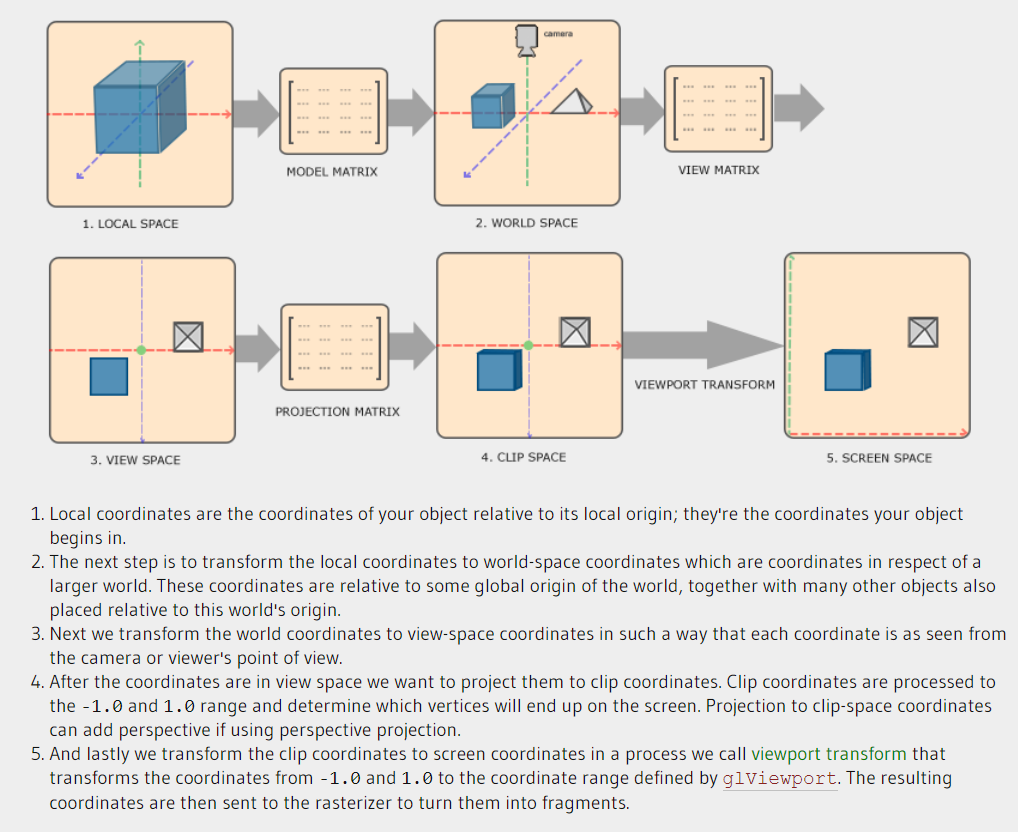 camera
MODEL MATRIX
VIEW MATRIX
1. LOCAL SPACE
2. WORLD SPACE
PROJECTION MATRIX
VIEWPORT TRANSFORM
3. VIEW SPACE
4. CLIP SPACE
5. SCREEN SPACE
1. Local coordinates are the coordinates of your object relative to its local origin; they're the coordinates your object
begins in.
2. The next step is to transform the local coordinates to world-space coordinates which are coordinates in respect of a
larger world. These coordinates are relative to some global origin of the world, together with many other objects also
placed relative to this world's origin.
3. Next we transform the world coordinates to view-space coordinates in such a way that each coordinate is as seen from
the camera or viewer's point of view.
4. After the coordinates are in view space we want to project them to clip coordinates. Clip coordinates are processed to
the -1.0 and 1.0 range and determine which vertices will end up on the screen. Projection to clip-space coordinates
can add perspective if using perspective projection.
5. And lastly we transform the clip coordinates to screen coordinates in a process we call viewport transform that
transforms the coordinates from -1.0 and 1.0 to the coordinate range defined by glViewport. The resulting
coordinates are then sent to the rasterizer to turn them into fragments.